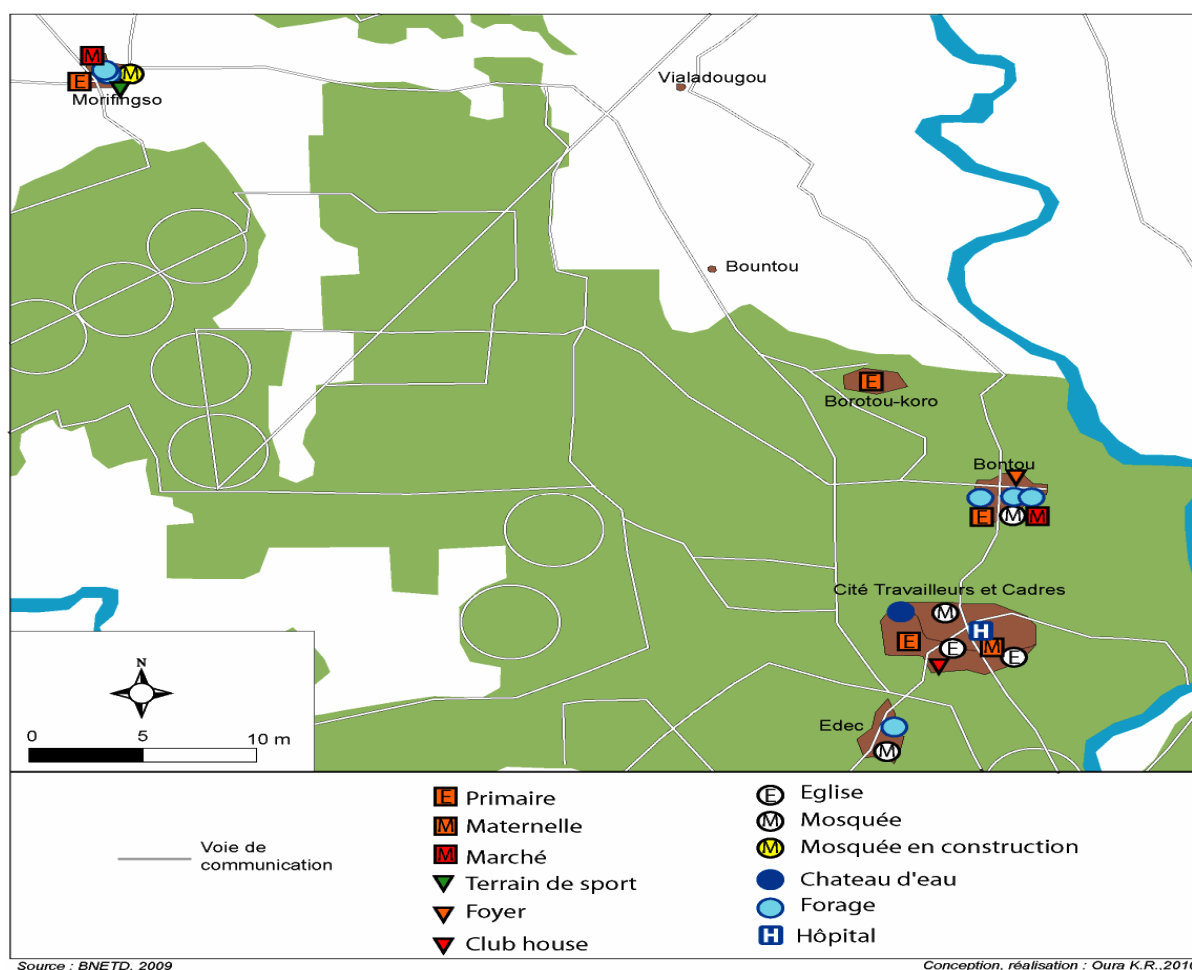 M
Vialadougou
M
E
Morifingso
Bountou
E
Borotou-koro
Bontou
E
M
M
Cité Travailleurs et Cadres
M
H
E
E
M
E
N
Edec
0 5 10 m
M
E Primaire
M Maternelle
M Marché
Terrain de sport
Foyer
Club house
Voie de
communication
E Eglise
M Mosquée
M Mosquée en construction
Chateau d'eau
Forage
H Hôpital
Source : BNETD, 2009
Conception, réalisation : Oura K.R.,2010